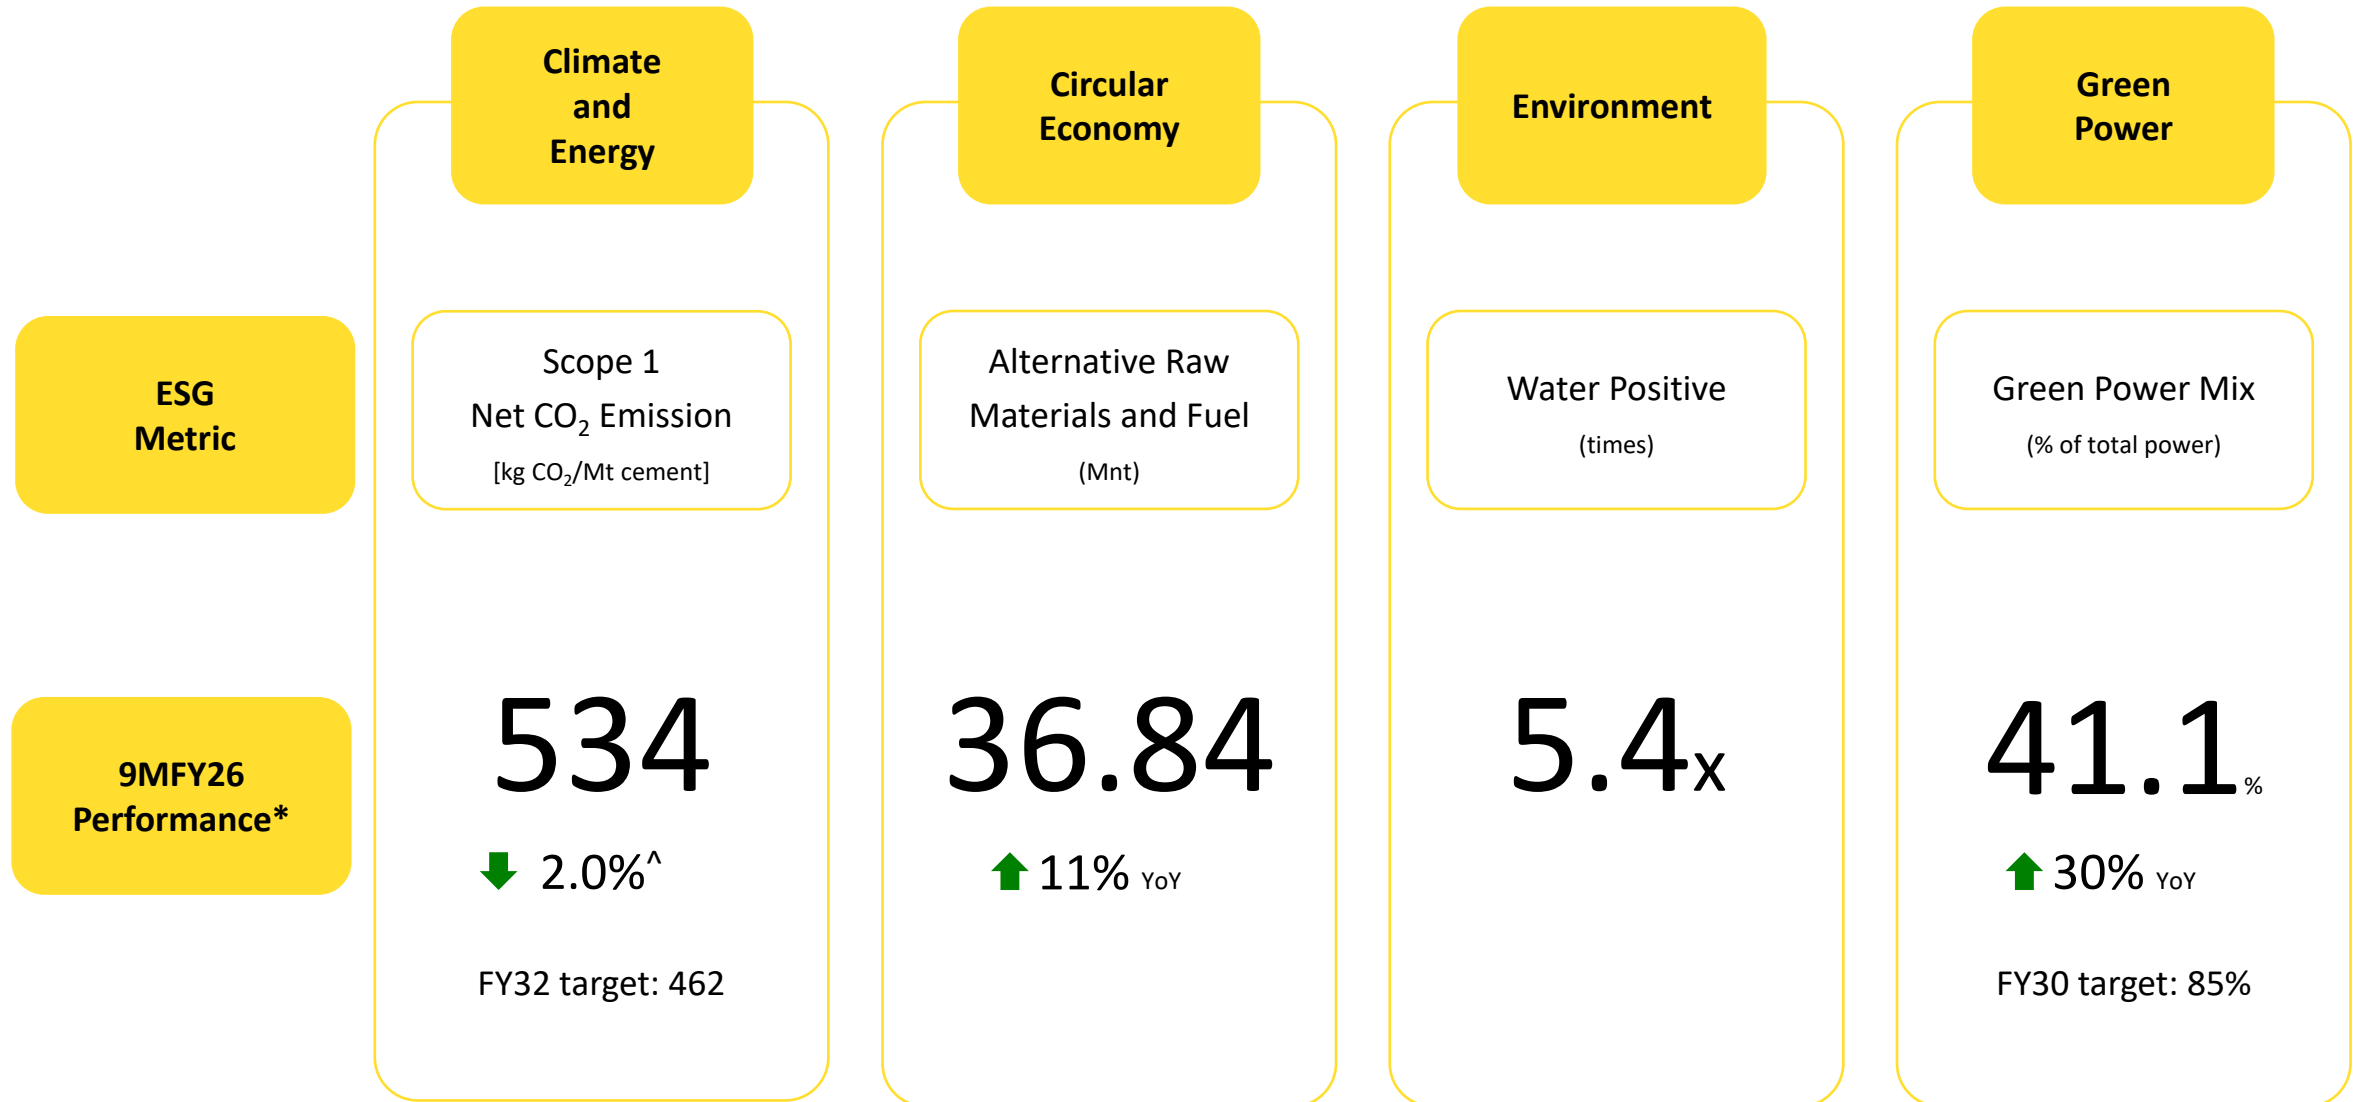 Climate
and
Energy
Circular
Economy
Environment
Green
Power
ESG
Metric
Scope 1
Net CO₂ Emission
[kg CO₂/Mt cement]
Alternative Raw
Materials and Fuel
(Mnt)
Water Positive
(times)
Green Power Mix
(% of total power)
9MFY26
Performance*
534
2.0%^
FY32 target: 462
36.84
11% YoY
5.4x
41.1%
30% YoY
FY30 target: 85%